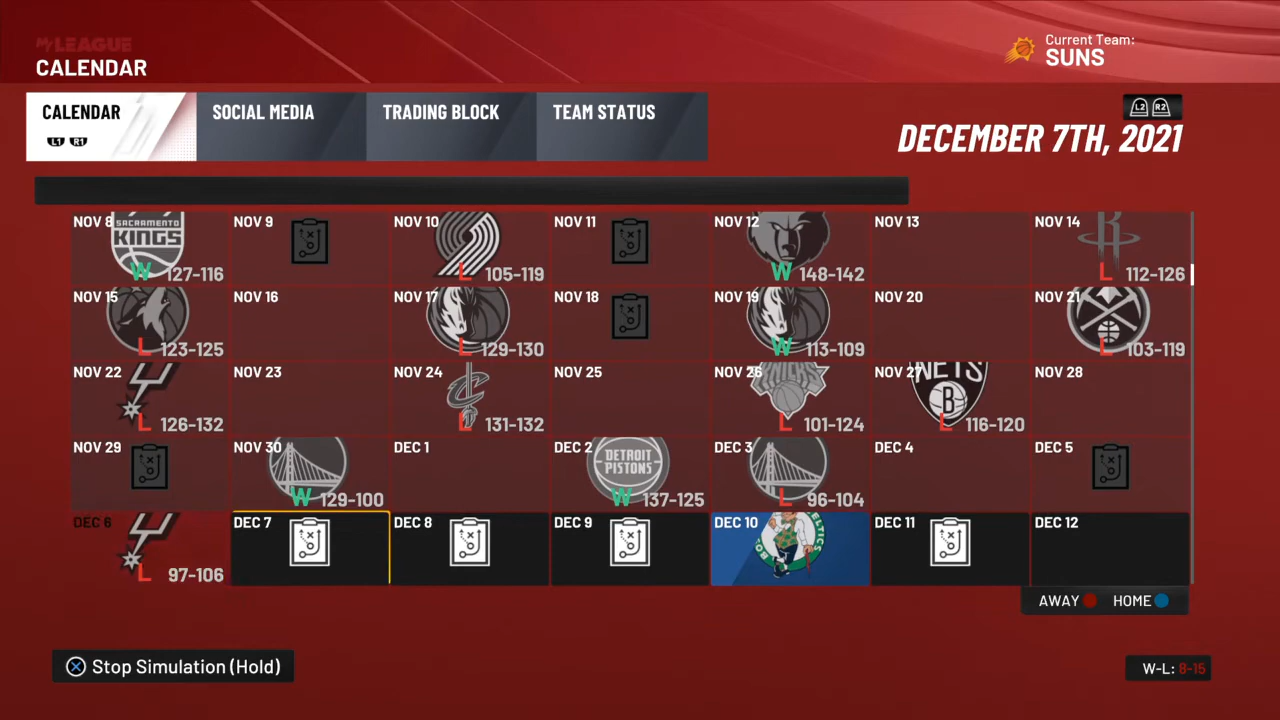 MyLEAGUE
CALENDAR
Current Team:
SUNS
CALENDAR
SOCIAL MEDIA
TRADING BLOCK
TEAM STATUS
L1 R1
L2 R2
DECEMBER 7TH, 2021
NOV 8 SACRAMENTO KINGS W 127-116
NOV 9
NOV 10 L 105-119
NOV 11
NOV 12 W 148-142
NOV 13
NOV 14 R L 112-126
NOV 15 L 123-125
NOV 16
NOV 17 L 129-130
NOV 18
NOV 19 W 113-109
NOV 20
NOV 21 L 103-119
NOV 22 L 126-132
NOV 23
NOV 24 C L 131-132
NOV 25
NOV 26 KNICKS L 101-124
NOV 27 NETS B L 116-120
NOV 28
NOV 29
NOV 30 W 129-100
DEC 1
DEC 2 DETROIT PISTONS W 137-125
DEC 3 L 96-104
DEC 4
DEC 5
DEC 6 L 97-106
DEC 7
DEC 8
DEC 9
DEC 10 CELTICS
DEC 11
DEC 12
AWAY HOME
Stop Simulation (Hold)
W-L: 8-15